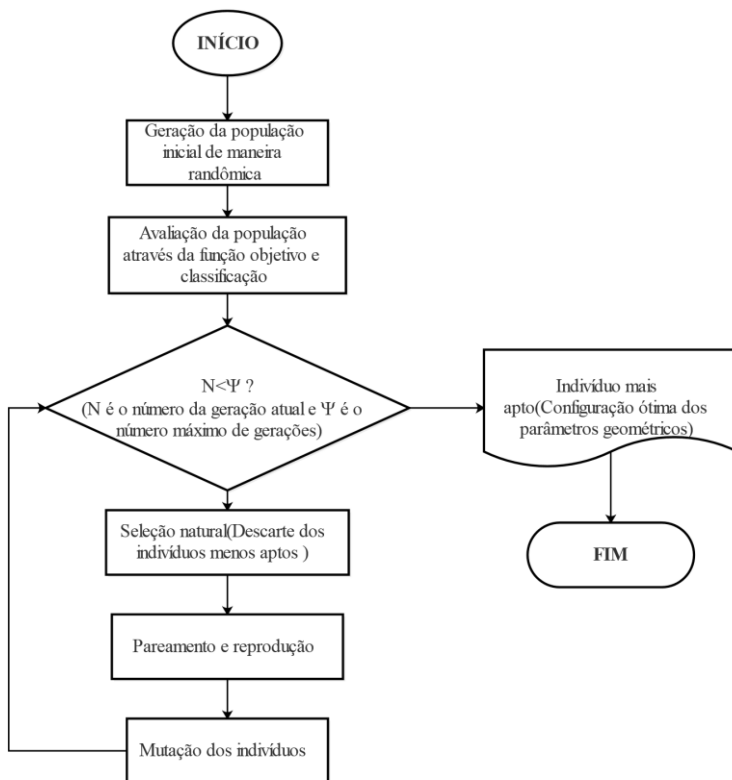 INÍCIO
Geração da população
inicial de maneira
randômica
Avaliação da população
através da função objetivo e
classificação
N<Ψ ?
(N é o número da geração atual e Ψ é o
número máximo de gerações)
Indivíduo mais
apto(Configuração ótima dos
parâmetros geométricos)
Seleção natural(Descarte dos
indivíduos menos aptos )
FIM
Pareamento e reprodução
Mutação dos indivíduos